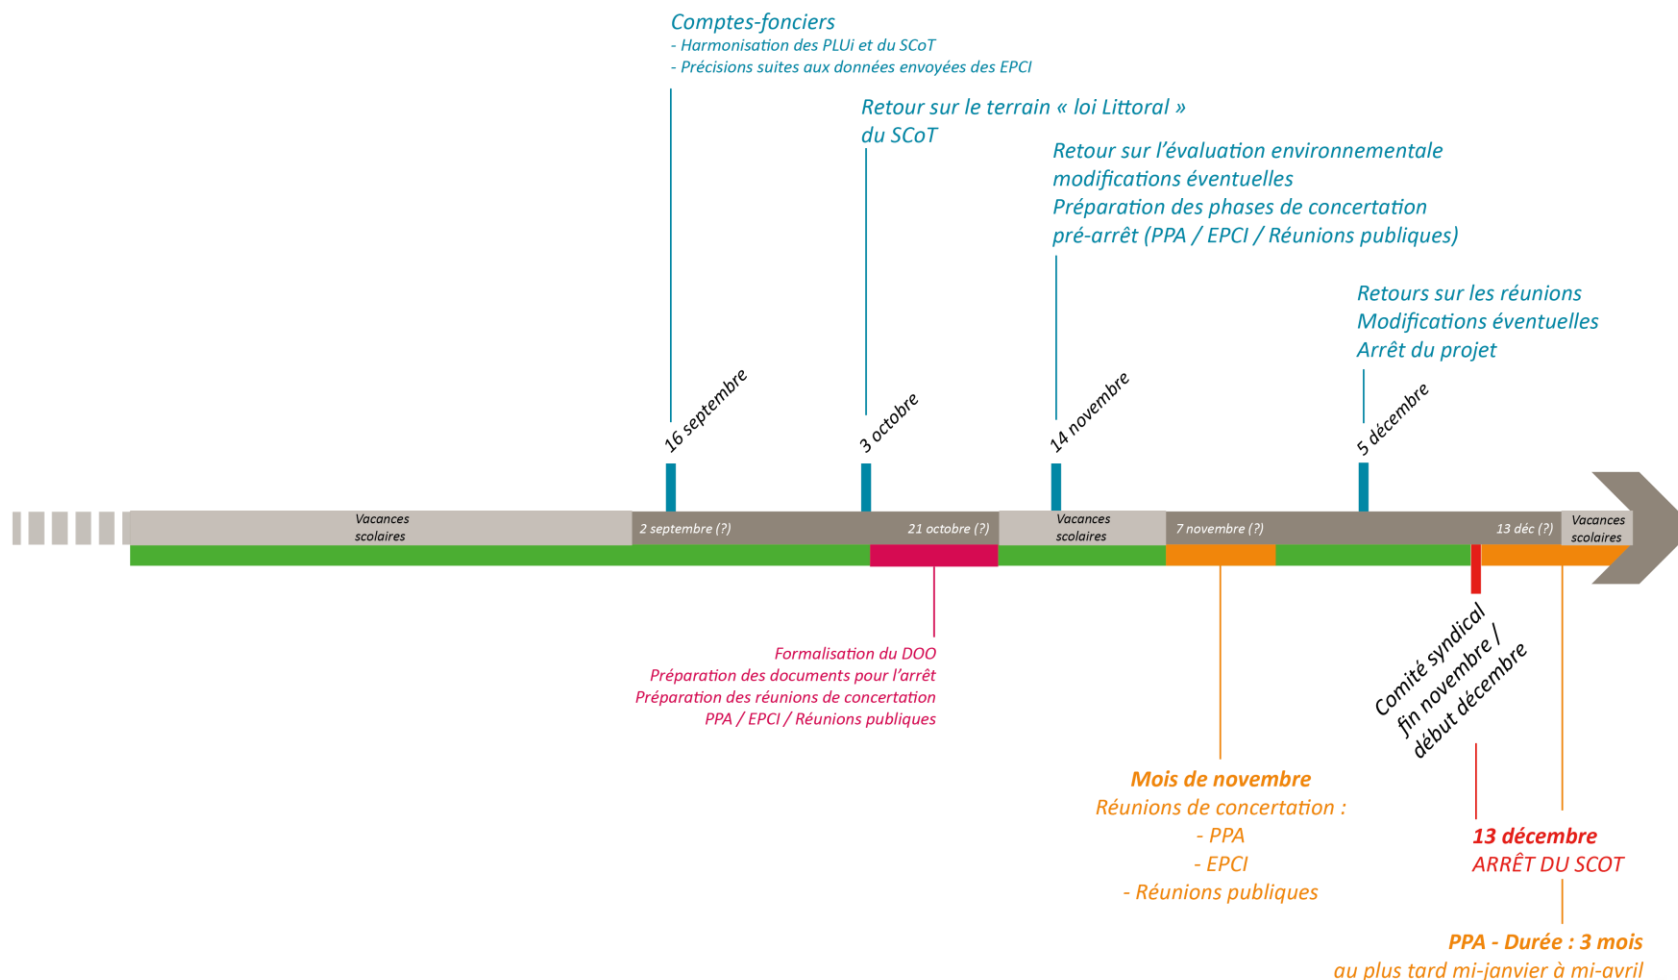 Comptes-fonciers
- Harmonisation des PLUi et du SCoT
- Précisions suites aux données envoyées des EPCI
Retour sur le terrain « loi Littoral »
du SCoT
Retour sur l’évaluation environnementale
modifications éventuelles
Préparation des phases de concertation
pré-arrêt (PPA / EPCI / Réunions publiques)
Retours sur les réunions
Modifications éventuelles
Arrêt du projet
16 septembre
3 octobre
14 novembre
5 décembre
Vacances
scolaires
2 septembre (?)
21 octobre (?)
Vacances
scolaires
7 novembre (?)
13 déc (?)
Vacances
scolaires
Formalisation du DOO
Préparation des documents pour l’arrêt
Préparation des réunions de concertation
PPA / EPCI / Réunions publiques
Comité syndical
fin novembre /
début décembre
Mois de novembre
Réunions de concertation :
- PPA
- EPCI
- Réunions publiques
13 décembre
ARRÊT DU SCOT
PPA - Durée : 3 mois
au plus tard mi-janvier à mi-avril